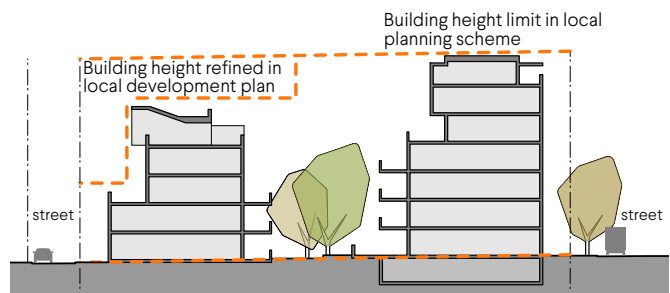 Building height limit in local
planning scheme
Building height refined in
local development plan
street
street